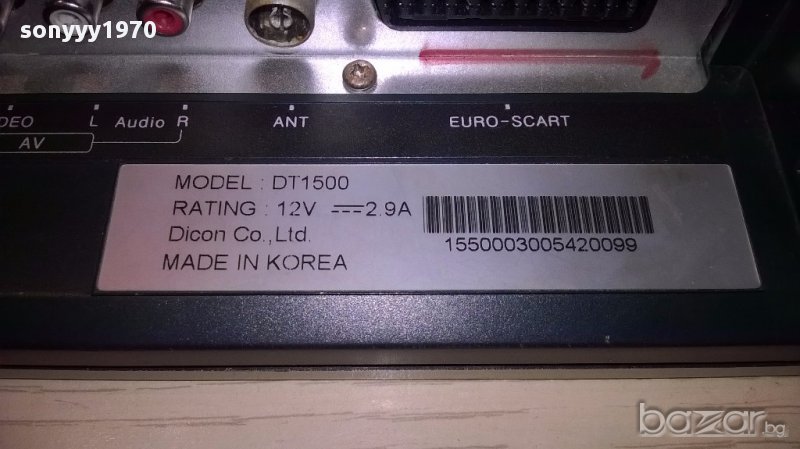 sonyyy1970
L Audio R
ANT
EURO-SCART
AV
MODEL : DT1500
RATING : 12V ⎓ 2.9A
Dicon Co.,Ltd.
MADE IN KOREA
1550003005420099
bazar.bg